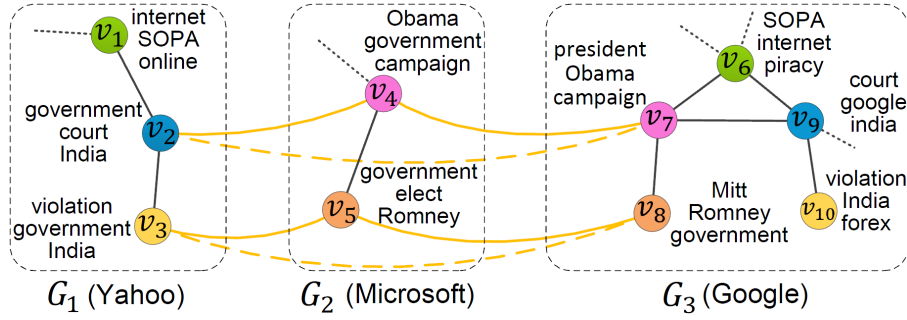 v1
internet
SOPA
online
government
court
India
v2
violation
government
India
v3
G1 (Yahoo)
Obama
government
campaign
v4
government
elect
Romney
v5
G2 (Microsoft)
SOPA
internet
piracy
v6
president
Obama
campaign
v7
court
google
india
v9
Mitt
Romney
government
v8
violation
India
forex
v10
G3 (Google)